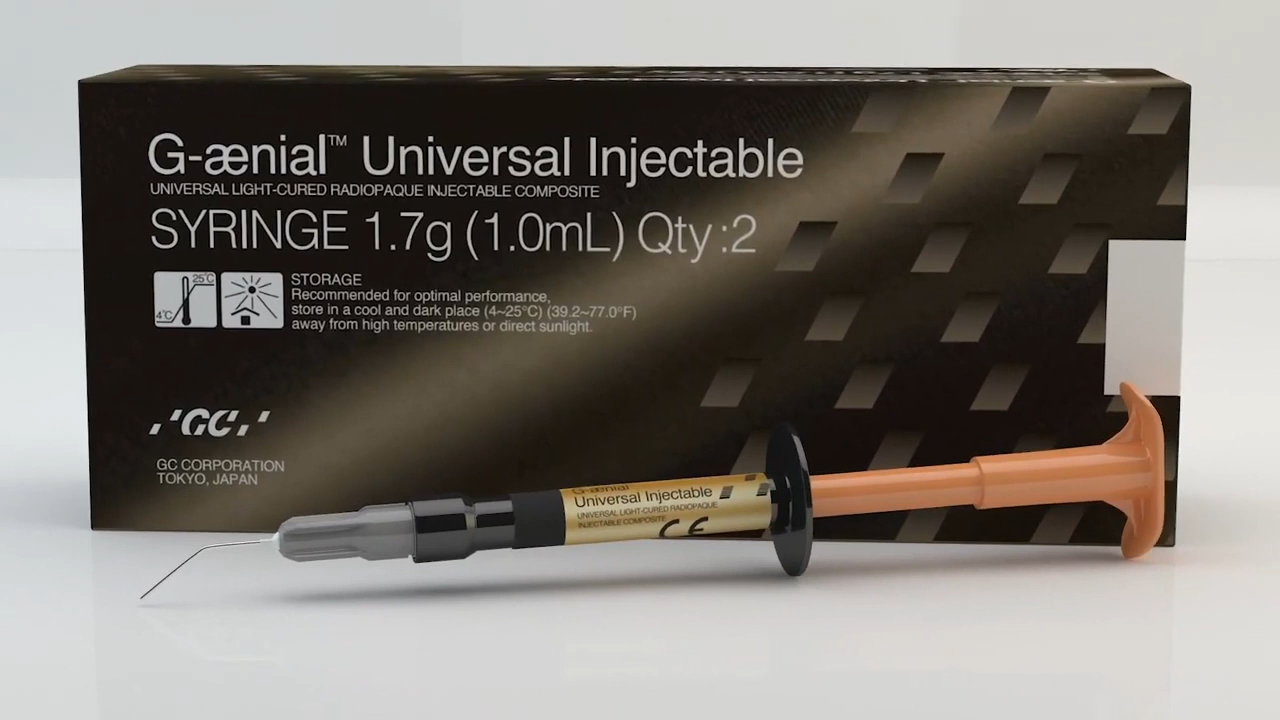 G-ænial™ Universal Injectable
UNIVERSAL LIGHT-CURED RADIOPAQUE INJECTABLE COMPOSITE
SYRINGE 1.7g (1.0mL) Qty :2
25°C
4°C
STORAGE
Recommended for optimal performance,
store in a cool and dark place (4~25°C) (39.2~77.0°F)
away from high temperatures or direct sunlight.
GC
GC CORPORATION
TOKYO, JAPAN
G-ænial
Universal Injectable
UNIVERSAL LIGHT-CURED RADIOPAQUE
INJECTABLE COMPOSITE
CE